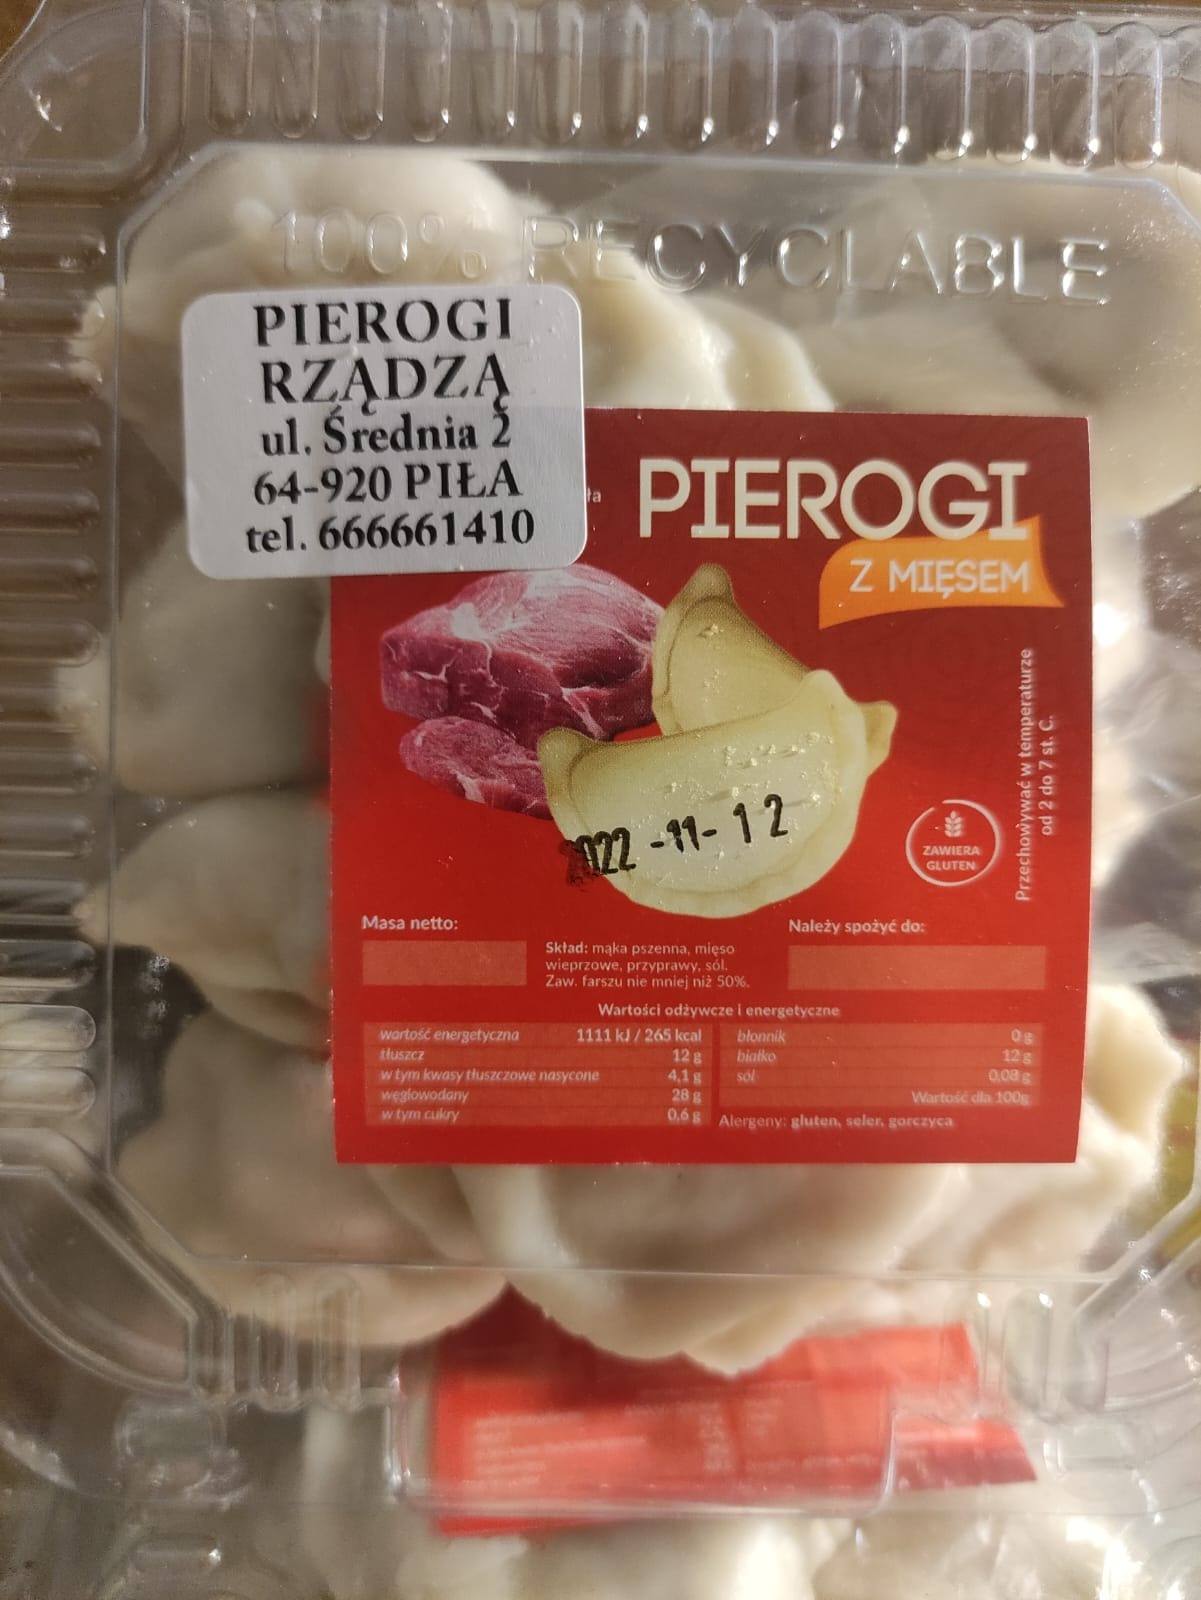 100% RECYCLABLE
PIEROGI
RZĄDZĄ
ul. Średnia 2
64-920 PIŁA
tel. 666661410
PIEROGI
Z MIĘSEM
Przechowywać w temperaturze
od 2 do 7 st. C.
2022 -11- 12
ZAWIERA
GLUTEN
Masa netto:
Skład: mąka pszenna, mięso
wieprzowe, przyprawy, sól.
Zaw. farszu nie mniej niż 50%.
Należy spożyć do:
Wartości odżywcze i energetyczne
wartość energetyczna 1111 kJ / 265 kcal
tłuszcz 12 g
w tym kwasy tłuszczowe nasycone 4,1 g
węglowodany 28 g
w tym cukry 0,6 g
błonnik 0 g
białko 12 g
sól 0,08 g
Wartość dla 100g
Alergeny: gluten, seler, gorczyca